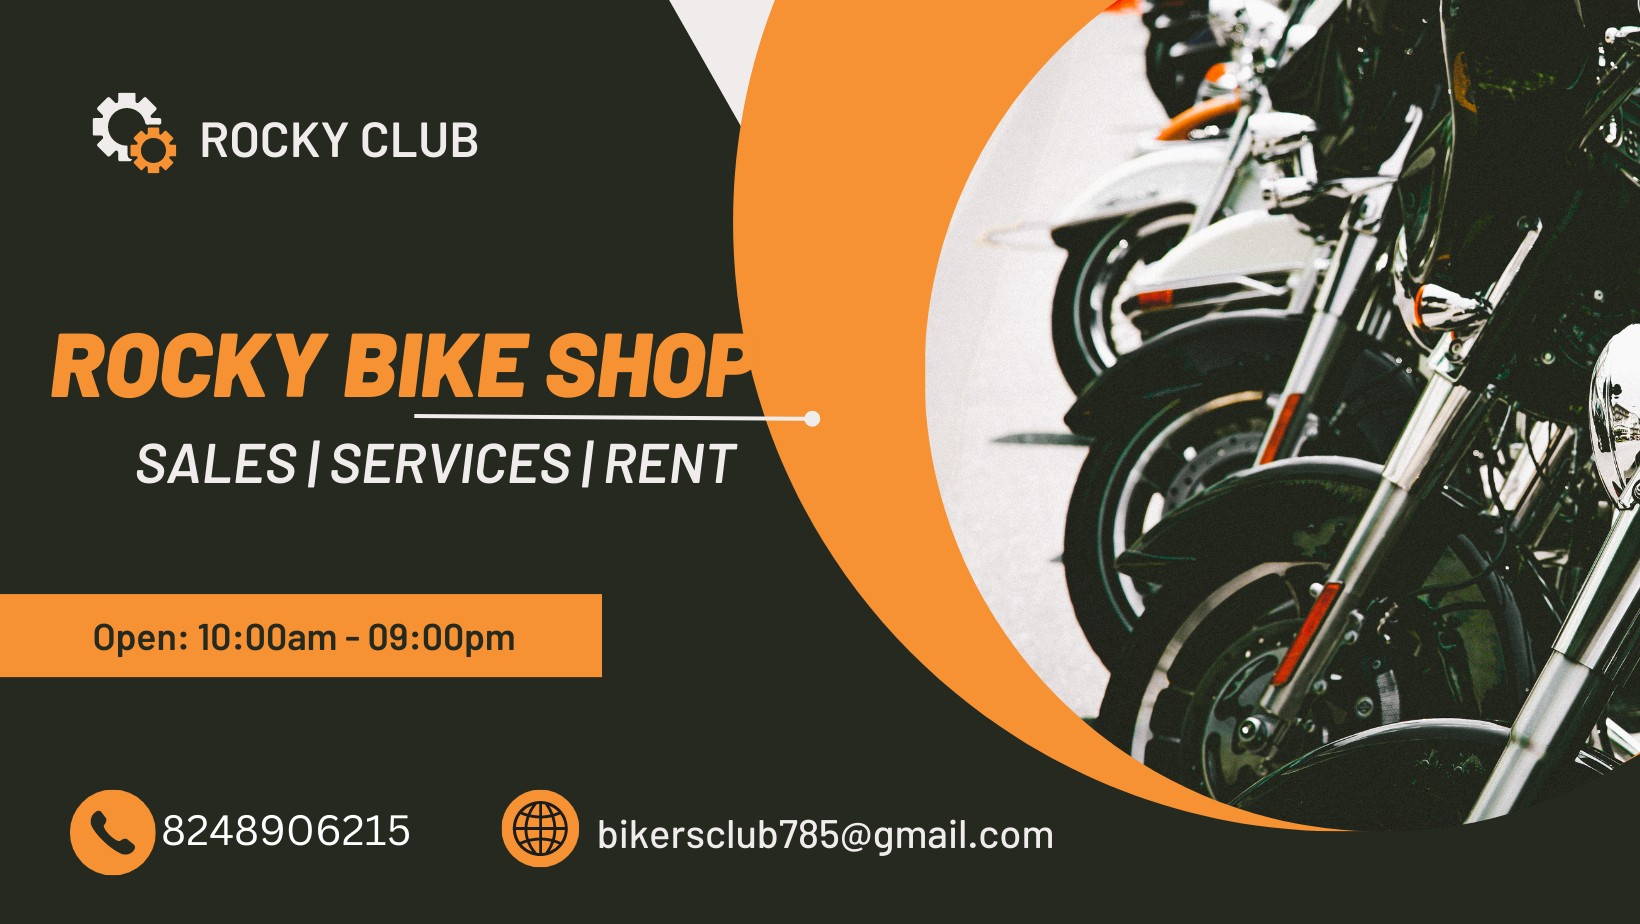 ROCKY CLUB
ROCKY BIKE SHOP
SALES | SERVICES | RENT
Open: 10:00am - 09:00pm
8248906215
bikersclub785@gmail.com